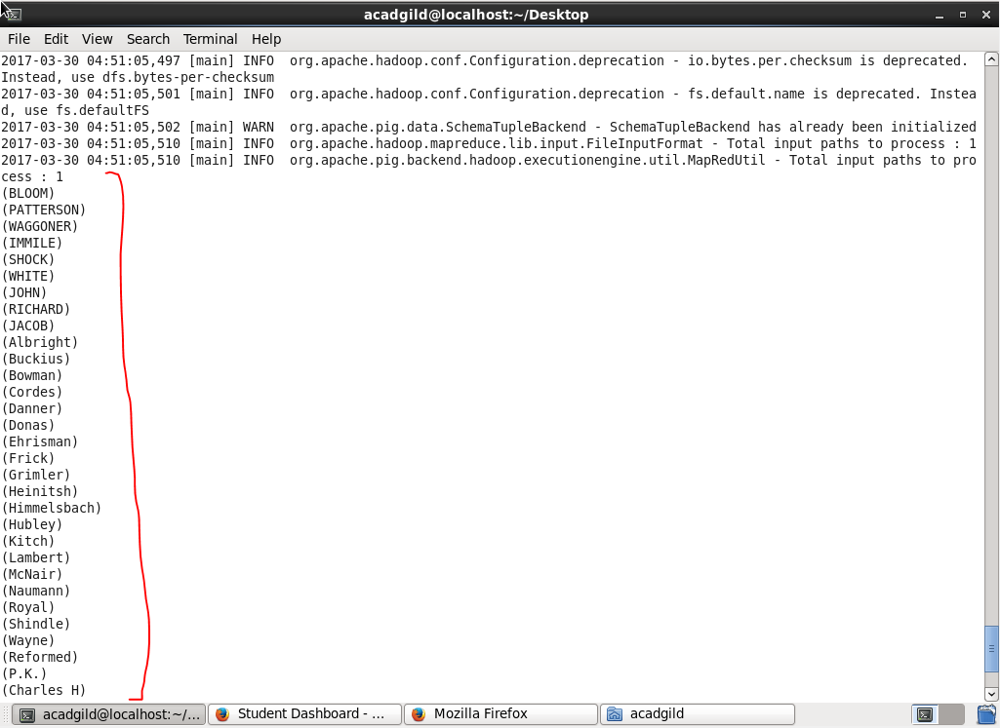 acadgild@localhost:~/Desktop
File Edit View Search Terminal Help
2017-03-30 04:51:05,497 [main] INFO  org.apache.hadoop.conf.Configuration.deprecation - io.bytes.per.checksum is deprecated.
Instead, use dfs.bytes-per-checksum
2017-03-30 04:51:05,501 [main] INFO  org.apache.hadoop.conf.Configuration.deprecation - fs.default.name is deprecated. Instea
d, use fs.defaultFS
2017-03-30 04:51:05,502 [main] WARN  org.apache.pig.data.SchemaTupleBackend - SchemaTupleBackend has already been initialized
2017-03-30 04:51:05,510 [main] INFO  org.apache.hadoop.mapreduce.lib.input.FileInputFormat - Total input paths to process : 1
2017-03-30 04:51:05,510 [main] INFO  org.apache.pig.backend.hadoop.executionengine.util.MapRedUtil - Total input paths to pro
cess : 1
(BLOOM)
(PATTERSON)
(WAGGONER)
(IMMILE)
(SHOCK)
(WHITE)
(JOHN)
(RICHARD)
(JACOB)
(Albright)
(Buckius)
(Bowman)
(Cordes)
(Danner)
(Donas)
(Ehrisman)
(Frick)
(Grimler)
(Heinitsh)
(Himmelsbach)
(Hubley)
(Kitch)
(Lambert)
(McNair)
(Naumann)
(Royal)
(Shindle)
(Wayne)
(Reformed)
(P.K.)
(Charles H)
acadgild@localhost:~/... Student Dashboard - ... Mozilla Firefox acadgild